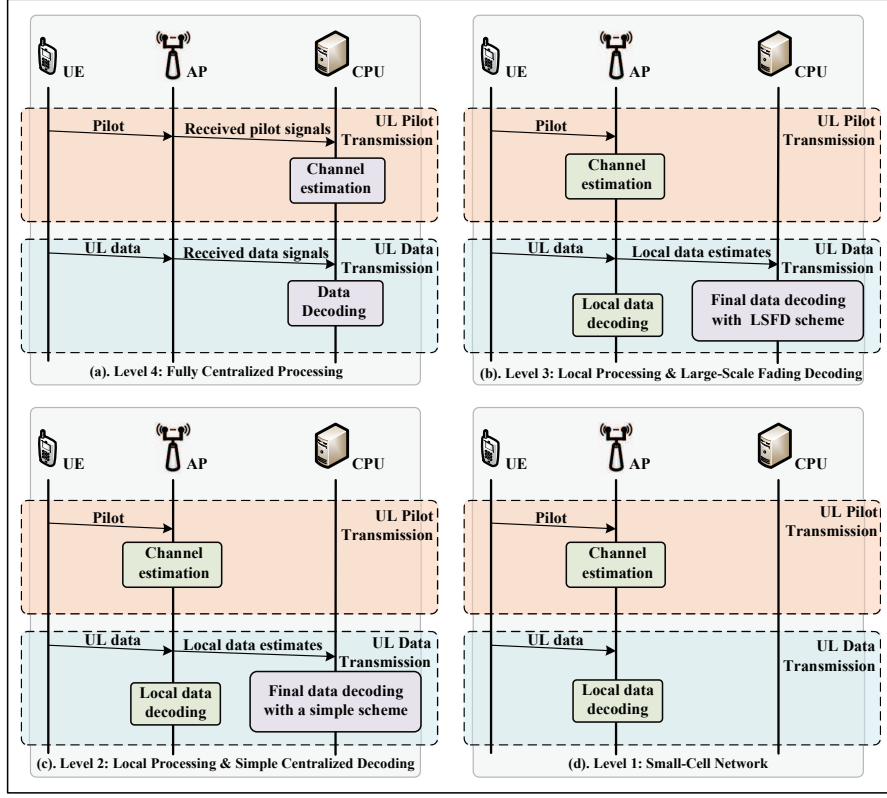 UE
AP
CPU
Pilot
Received pilot signals
UL Pilot
Transmission
Channel
estimation
UL data
Received data signals
UL Data
Transmission
Data
Decoding
(a). Level 4: Fully Centralized Processing
UE
AP
CPU
Pilot
UL Pilot
Transmission
Channel
estimation
UL data
Local data estimates
UL Data
Transmission
Local data
decoding
Final data decoding
with LSFD scheme
(b). Level 3: Local Processing & Large-Scale Fading Decoding
UE
AP
CPU
Pilot
UL Pilot
Transmission
Channel
estimation
UL data
Local data estimates
UL Data
Transmission
Local data
decoding
Final data decoding
with a simple scheme
(c). Level 2: Local Processing & Simple Centralized Decoding
UE
AP
CPU
Pilot
UL Pilot
Transmission
Channel
estimation
UL data
UL Data
Transmission
Local data
decoding
(d). Level 1: Small-Cell Network